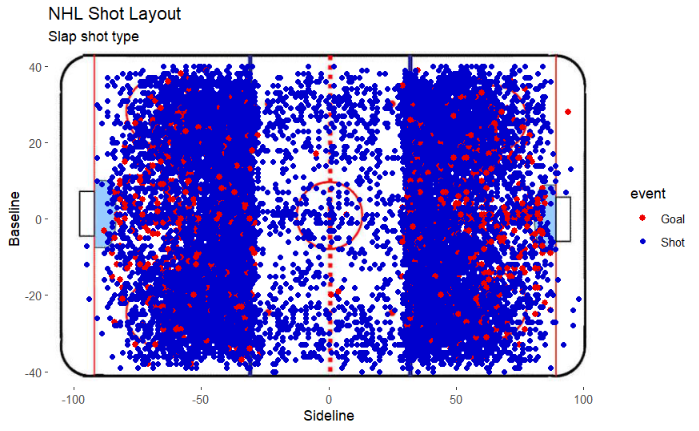 NHL Shot Layout
Slap shot type
40
20
0
-20
-40
Baseline
-100
-50
0
50
100
Sideline
event
Goal
Shot